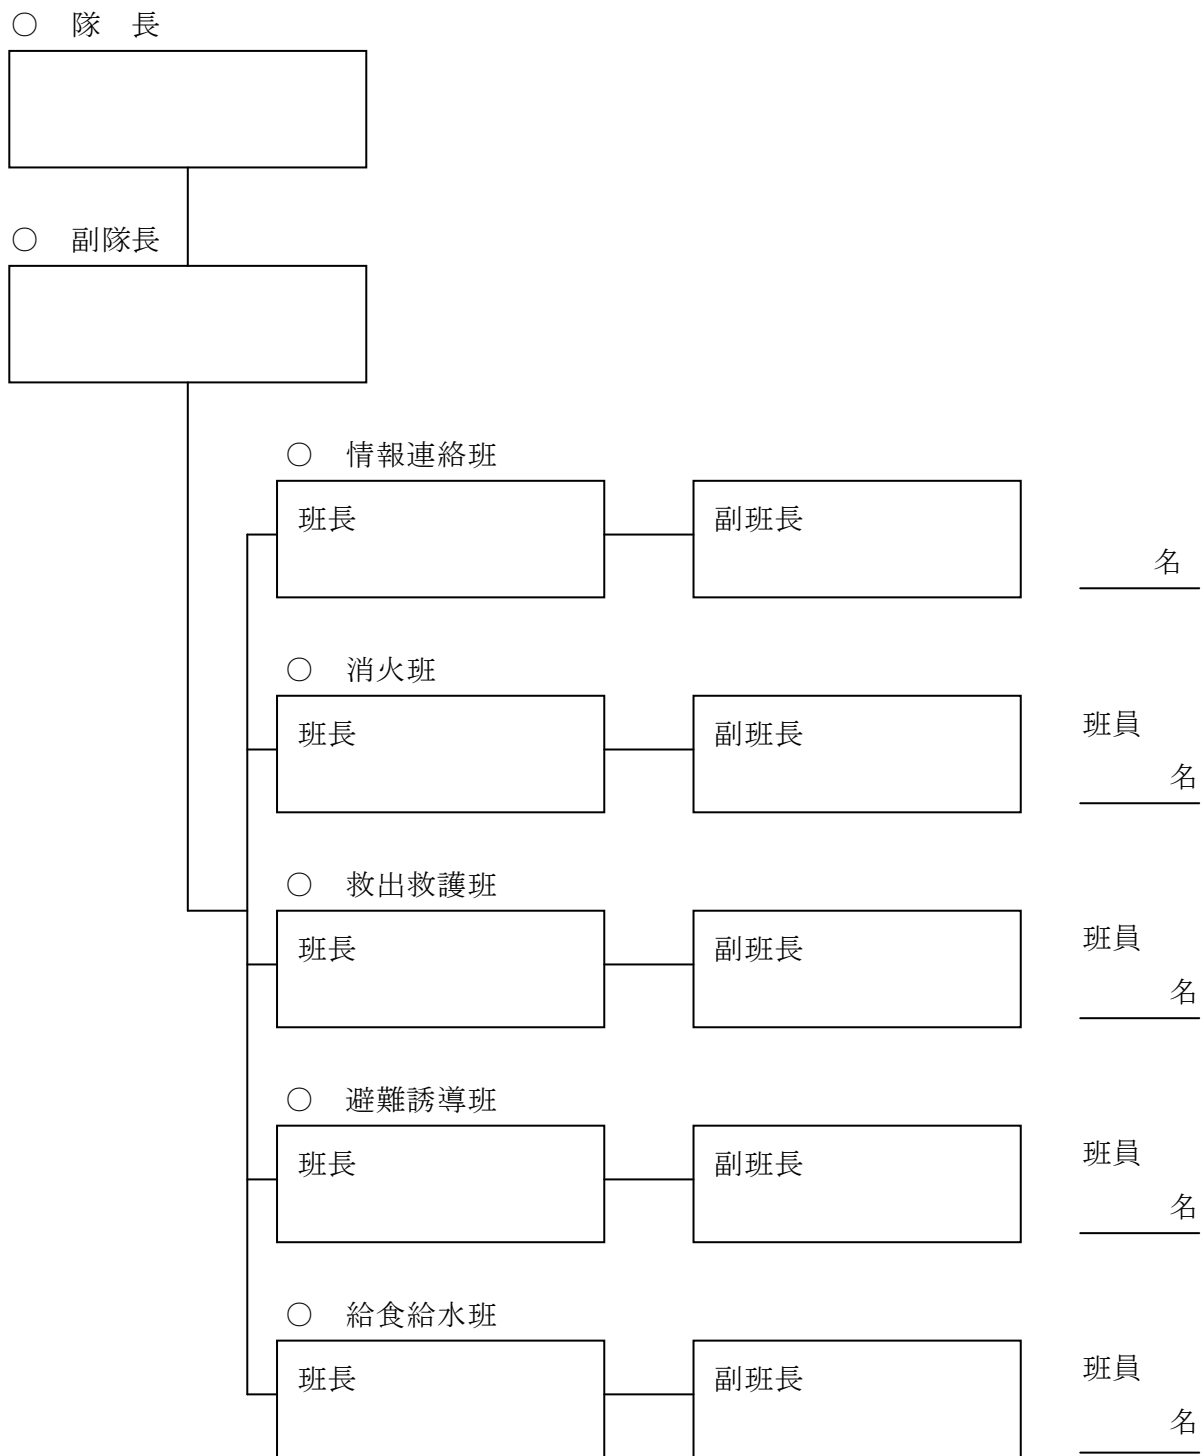 ○ 隊 長
○ 副隊長
○ 情報連絡班
班長 副班長
名
○ 消火班
班長 副班長 班員
名
○ 救出救護班
班長 副班長 班員
名
○ 避難誘導班
班長 副班長 班員
名
○ 給食給水班
班長 副班長 班員
名